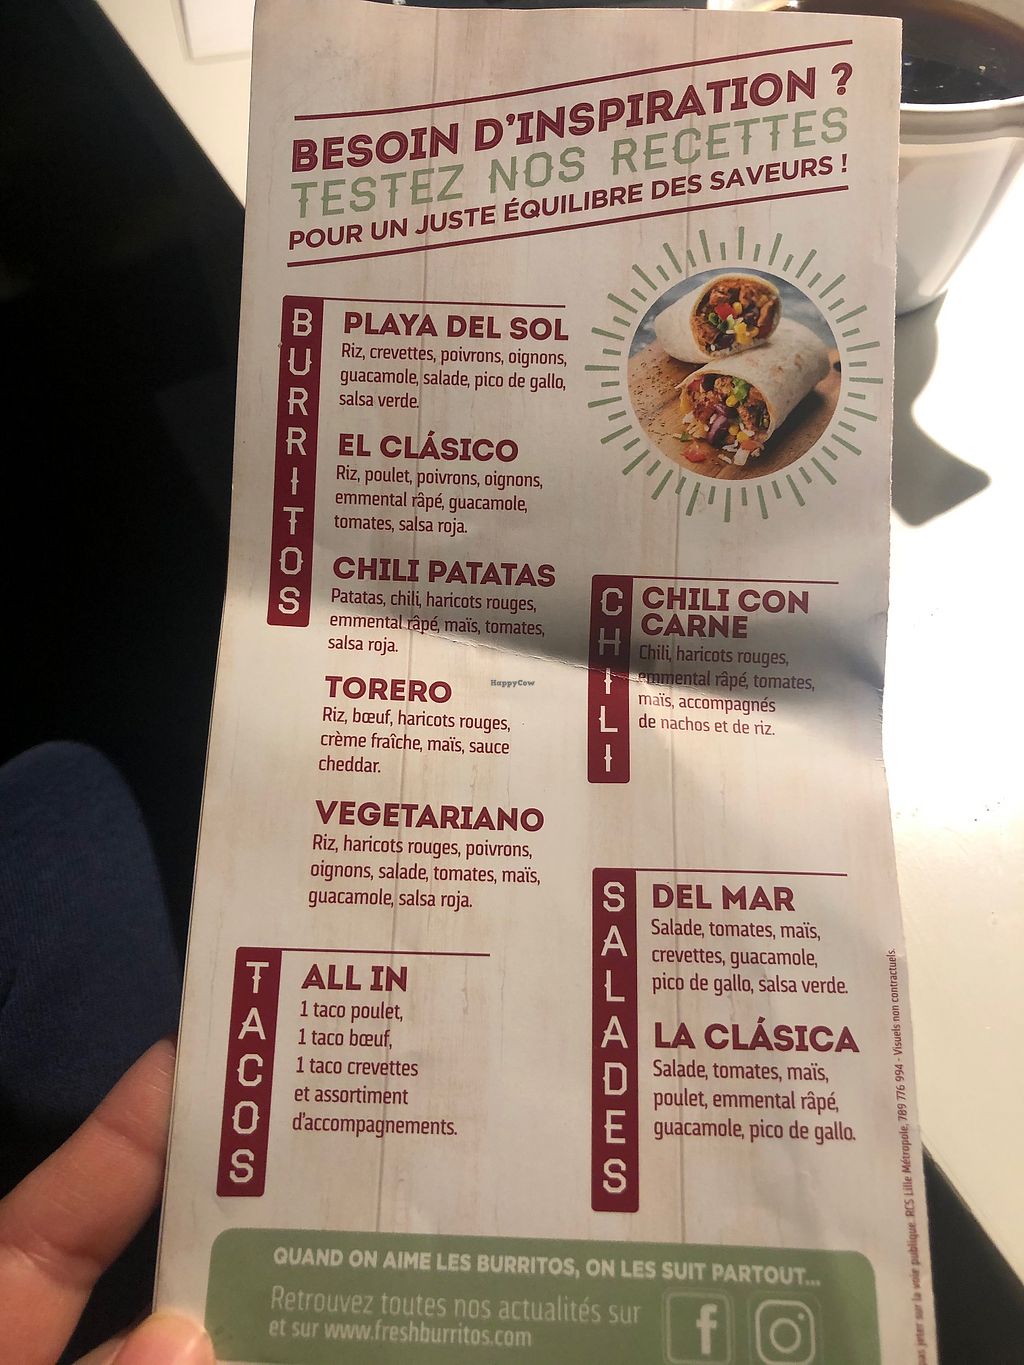 BESOIN D'INSPIRATION ?
TESTEZ NOS RECETTES
POUR UN JUSTE ÉQUILIBRE DES SAVEURS !
BURRITOS
PLAYA DEL SOL
Riz, crevettes, poivrons, oignons,
guacamole, salade, pico de gallo,
salsa verde.
EL CLÁSICO
Riz, poulet, poivrons, oignons,
emmental râpé, guacamole,
tomates, salsa roja.
CHILI PATATAS
Patatas, chili, haricots rouges,
emmental râpé, maïs, tomates,
salsa roja.
TORERO
Riz, bœuf, haricots rouges,
crème fraîche, maïs, sauce
cheddar.
VEGETARIANO
Riz, haricots rouges, poivrons,
oignons, salade, tomates, maïs,
guacamole, salsa roja.
TACOS
ALL IN
1 taco poulet,
1 taco bœuf,
1 taco crevettes
et assortiment
d'accompagnements.
CHILI
CHILI CON
CARNE
Chili, haricots rouges,
emmental râpé, tomates,
maïs, accompagnés
de nachos et de riz.
SALADES
DEL MAR
Salade, tomates, maïs,
crevettes, guacamole,
pico de gallo, salsa verde.
LA CLÁSICA
Salade, tomates, maïs,
poulet, emmental râpé,
guacamole, pico de gallo.
QUAND ON AIME LES BURRITOS, ON LES SUIT PARTOUT...
Retrouvez toutes nos actualités sur
et sur www.freshburritos.com
pas jeter sur la voie publique. RCS Lille Métropole, 789 776 994 - Visuels non contractuels.
HappyCow